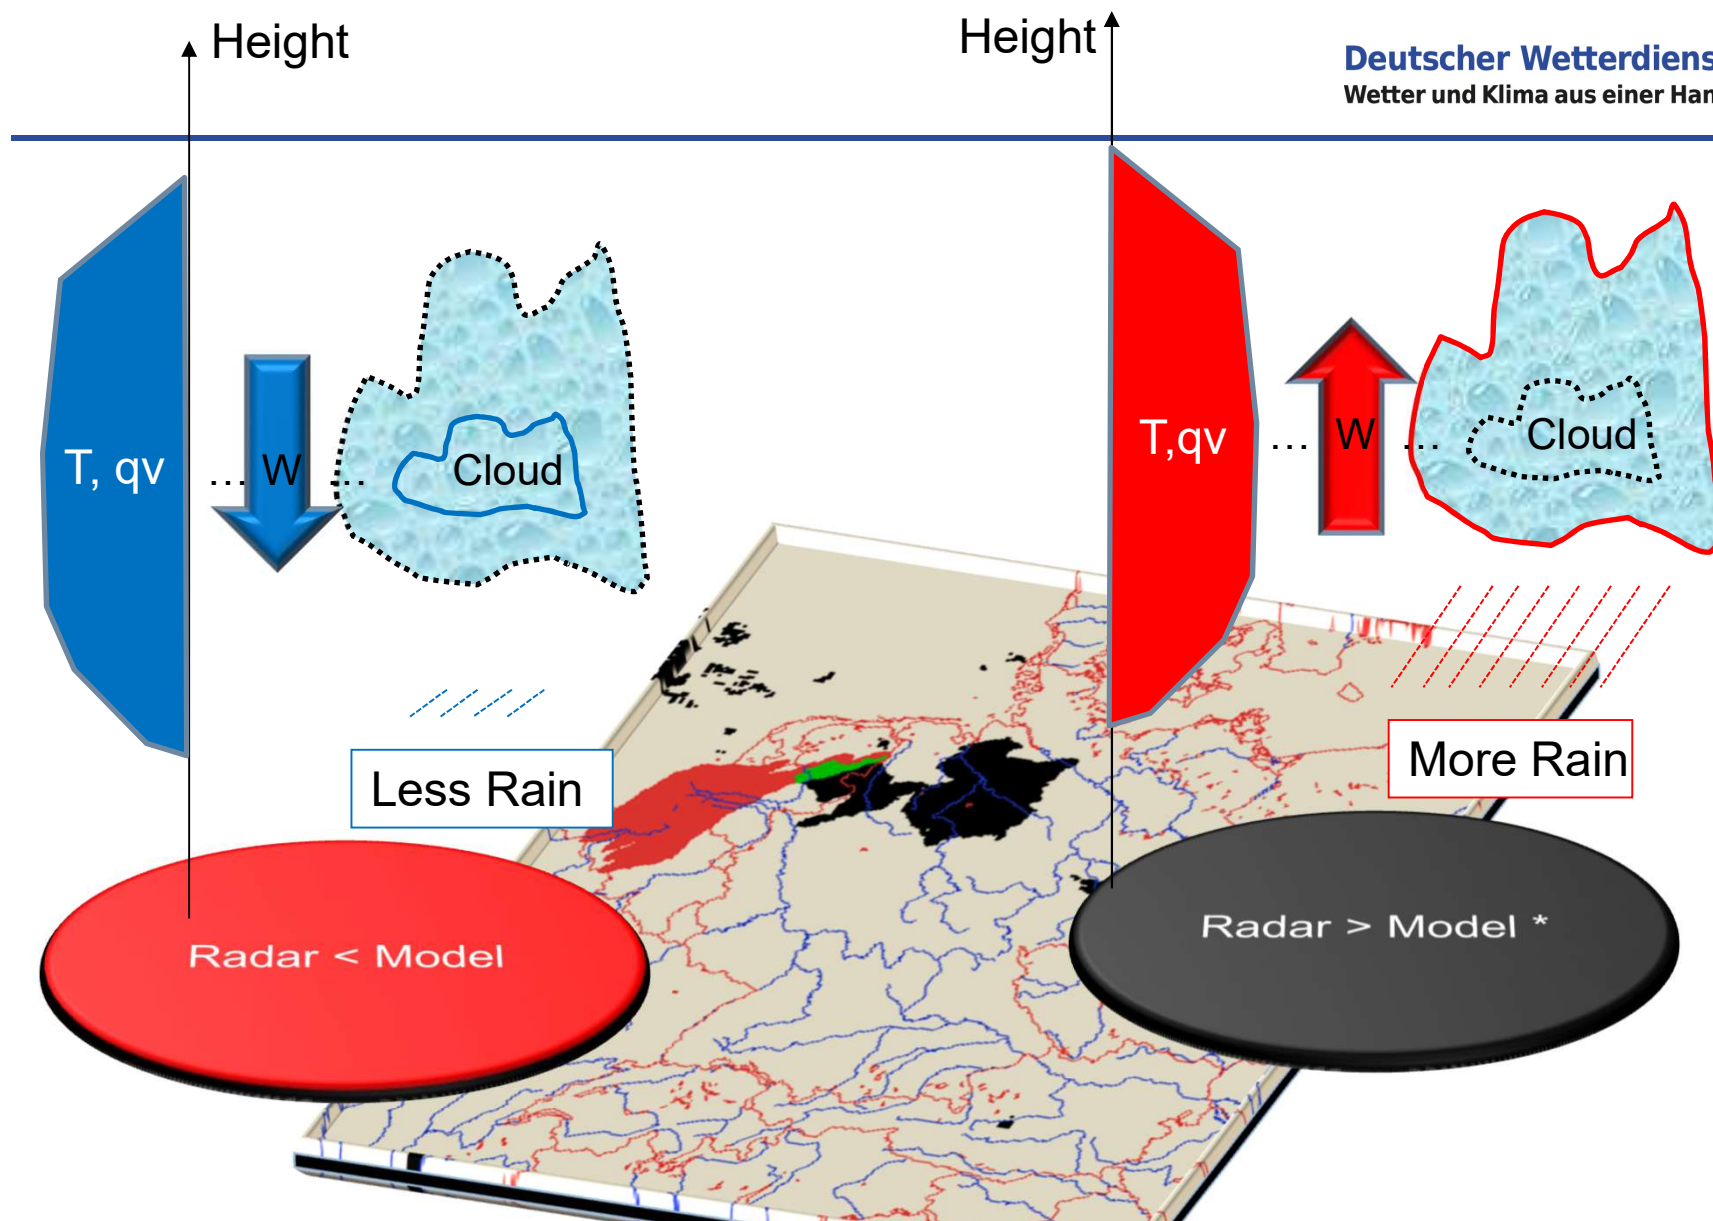 Height
Height
Deutscher Wetterdiens
Wetter und Klima aus einer Han
T, qv
... W ...
Cloud
T,qv
... W ...
Cloud
Less Rain
More Rain
Radar < Model
Radar > Model *